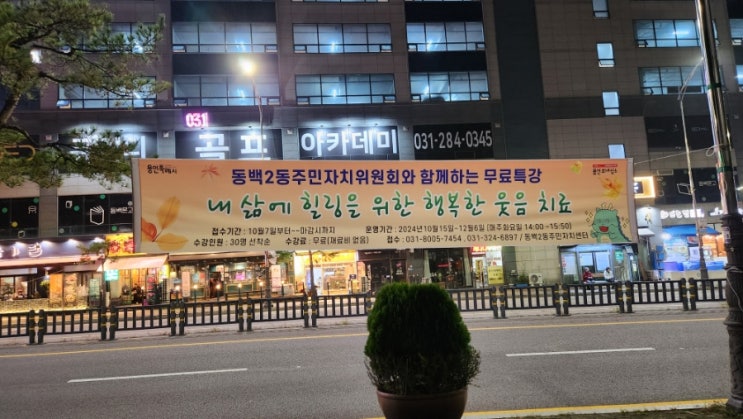 031
골프 아카데미 031-284-0345
용인특례시
동백2동주민자치위원회와 함께하는 무료특강
내 삶에 힐링을 위한 행복한 웃음 치료
접수기간 : 10월7일부터~마감시까지 운영기간 : 2024년10월15일~12월6일 (매주화요일 14:00~15:50)
수강인원 : 30명 선착순 수강료 : 무료(재료비 없음) 접수 : 031-8005-7454, 031-324-6897 / 동백2동주민자치센터
동백문고